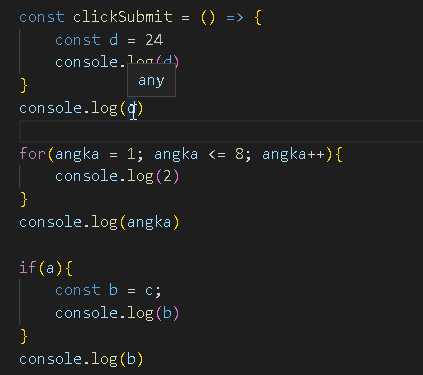 const clickSubmit = () => {
const d = 24
console.log(d)
any
}
console.log(d)
for(angka = 1; angka <= 8; angka++){
console.log(2)
}
console.log(angka)
if(a){
const b = c;
console.log(b)
}
console.log(b)